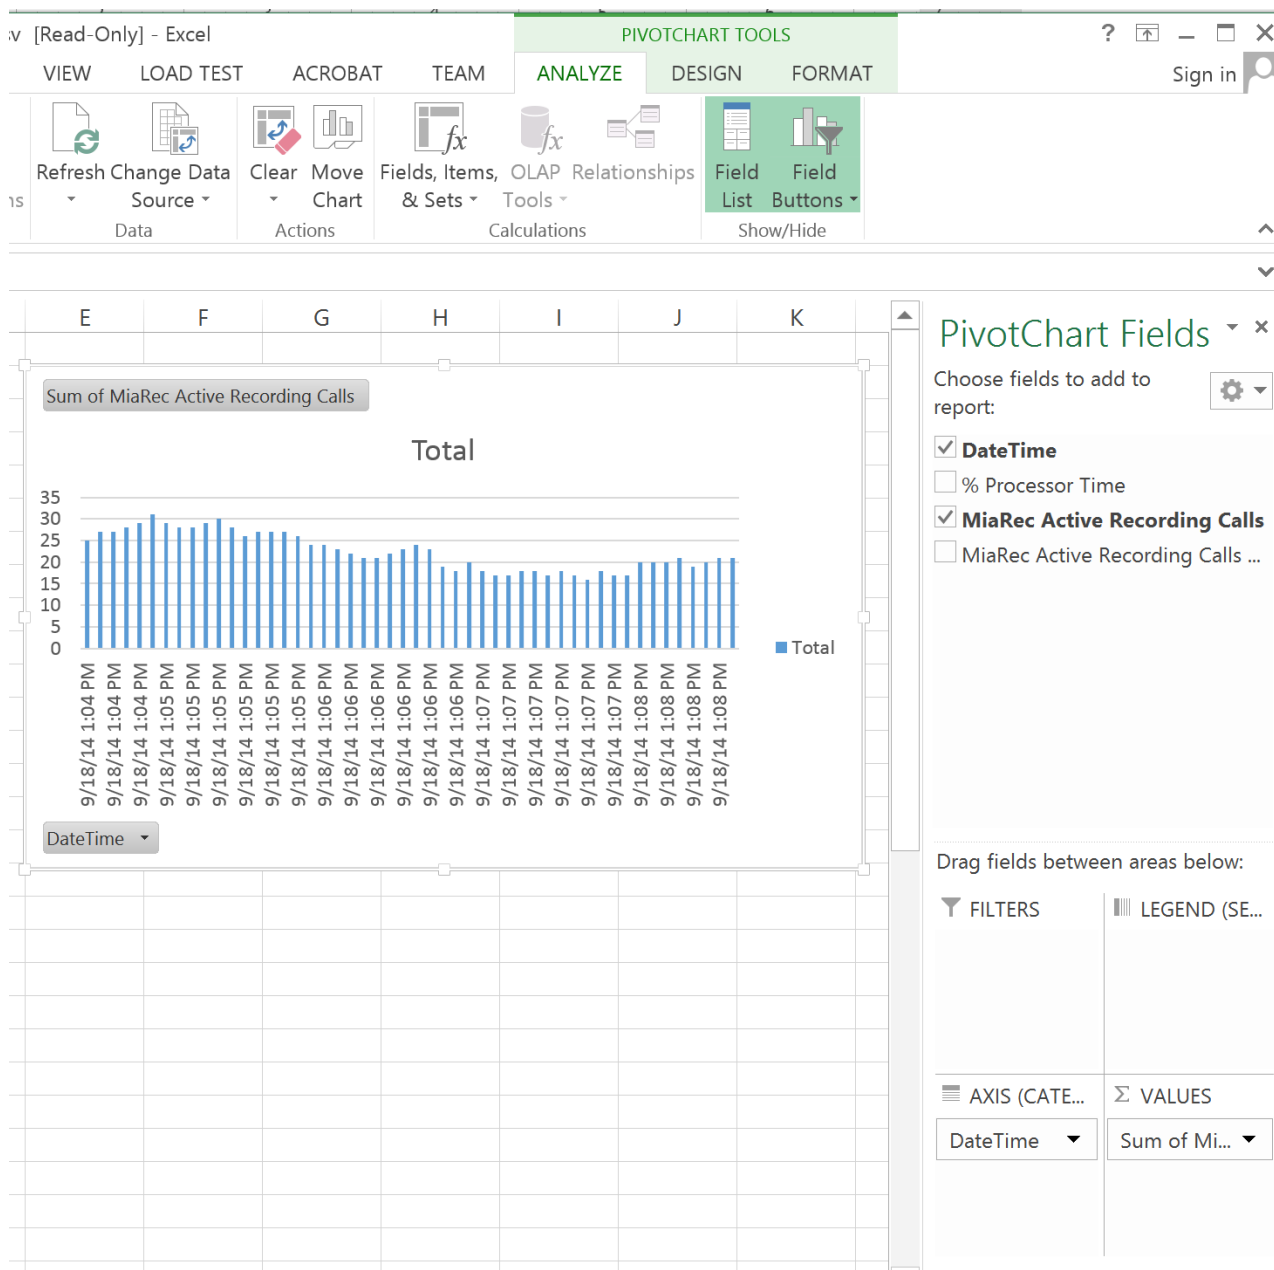 sv [Read-Only] - Excel
PIVOTCHART TOOLS
?
VIEW LOAD TEST ACROBAT TEAM ANALYZE DESIGN FORMAT Sign in
Refresh Change Data Source
Clear Move Chart
Fields, Items, & Sets OLAP Tools Relationships
Field List Field Buttons
ns
Data Actions Calculations Show/Hide
E F G H I J K
Sum of MiaRec Active Recording Calls
Total
35
30
25
20
15
10
5
0
Total
9/18/14 1:04 PM
9/18/14 1:04 PM
9/18/14 1:04 PM
9/18/14 1:05 PM
9/18/14 1:05 PM
9/18/14 1:05 PM
9/18/14 1:05 PM
9/18/14 1:05 PM
9/18/14 1:05 PM
9/18/14 1:06 PM
9/18/14 1:06 PM
9/18/14 1:06 PM
9/18/14 1:06 PM
9/18/14 1:06 PM
9/18/14 1:06 PM
9/18/14 1:07 PM
9/18/14 1:07 PM
9/18/14 1:07 PM
9/18/14 1:07 PM
9/18/14 1:07 PM
9/18/14 1:07 PM
9/18/14 1:08 PM
9/18/14 1:08 PM
9/18/14 1:08 PM
9/18/14 1:08 PM
DateTime
PivotChart Fields
Choose fields to add to
report:
DateTime
% Processor Time
MiaRec Active Recording Calls
MiaRec Active Recording Calls ...
Drag fields between areas below:
FILTERS
LEGEND (SE...
AXIS (CATE...
Σ VALUES
DateTime
Sum of Mi...